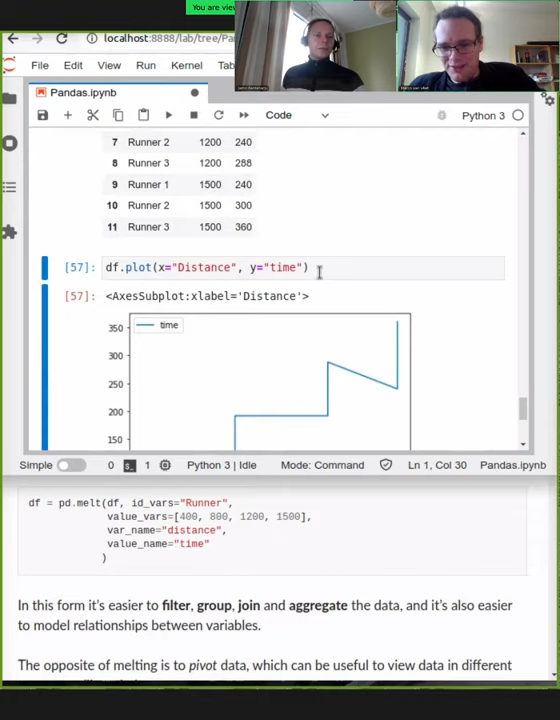 You are view
localhost:8888/lab/tree/Pa
File Edit View Run Kernel Ta
Pandas.ipynb
Code
Python 3
7 Runner 2 1200 240
8 Runner 3 1200 288
9 Runner 1 1500 240
10 Runner 2 1500 300
11 Runner 3 1500 360
[57]: df.plot(x="Distance", y="time")
[57]: <AxesSubplot:xlabel='Distance'>
350
time
300
250
200
150
Simple 0 1 Python 3 | Idle Mode: Command Ln 1, Col 30 Pandas.ipynb
df = pd.melt(df, id_vars="Runner",
value_vars=[400, 800, 1200, 1500],
var_name="distance",
value_name="time"
)
In this form it's easier to filter, group, join and aggregate the data, and it's also easier
to model relationships between variables.
The opposite of melting is to pivot data, which can be useful to view data in different